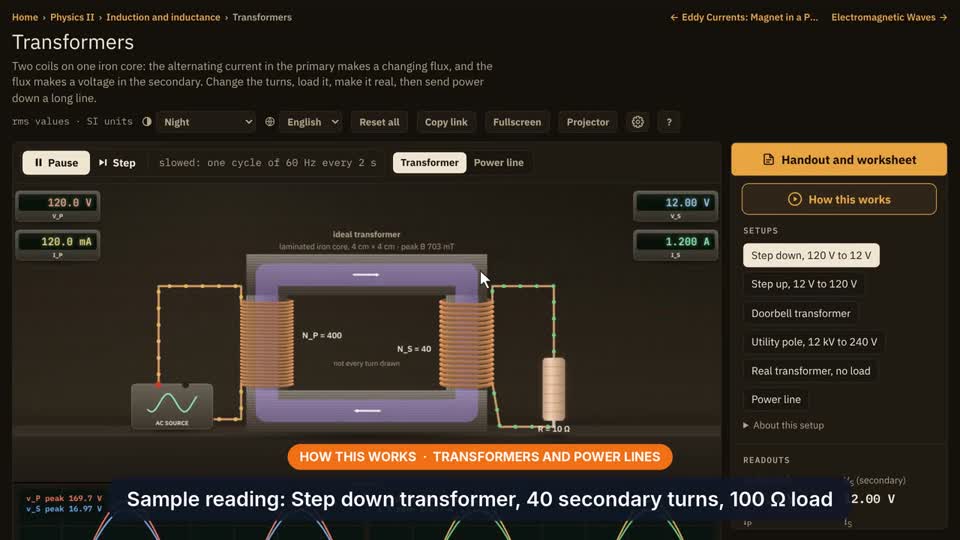 Home › Physics II › Induction and inductance › Transformers
← Eddy Currents: Magnet in a P... Electromagnetic Waves →
Transformers
Two coils on one iron core: the alternating current in the primary makes a changing flux, and the
flux makes a voltage in the secondary. Change the turns, load it, make it real, then send power
down a long line.
rms values · SI units Night English Reset all Copy link Fullscreen Projector ?
Pause Step slowed: one cycle of 60 Hz every 2 s Transformer Power line
Handout and worksheet
How this works
120.0 V
V_P
120.0 mA
I_P
12.00 V
V_S
1.200 A
I_S
ideal transformer
laminated iron core, 4 cm × 4 cm · peak B 703 mT
N_P = 400
N_S = 40
not every turn drawn
AC SOURCE
R = 10 Ω
SETUPS
Step down, 120 V to 12 V
Step up, 12 V to 120 V
Doorbell transformer
Utility pole, 12 kV to 240 V
Real transformer, no load
Power line
About this setup
READOUTS
HOW THIS WORKS · TRANSFORMERS AND POWER LINES
v_P peak 169.7 V
v_S peak 16.97 V
Sample reading: Step down transformer, 40 secondary turns, 100 Ω load
(secondary)
2.00 V